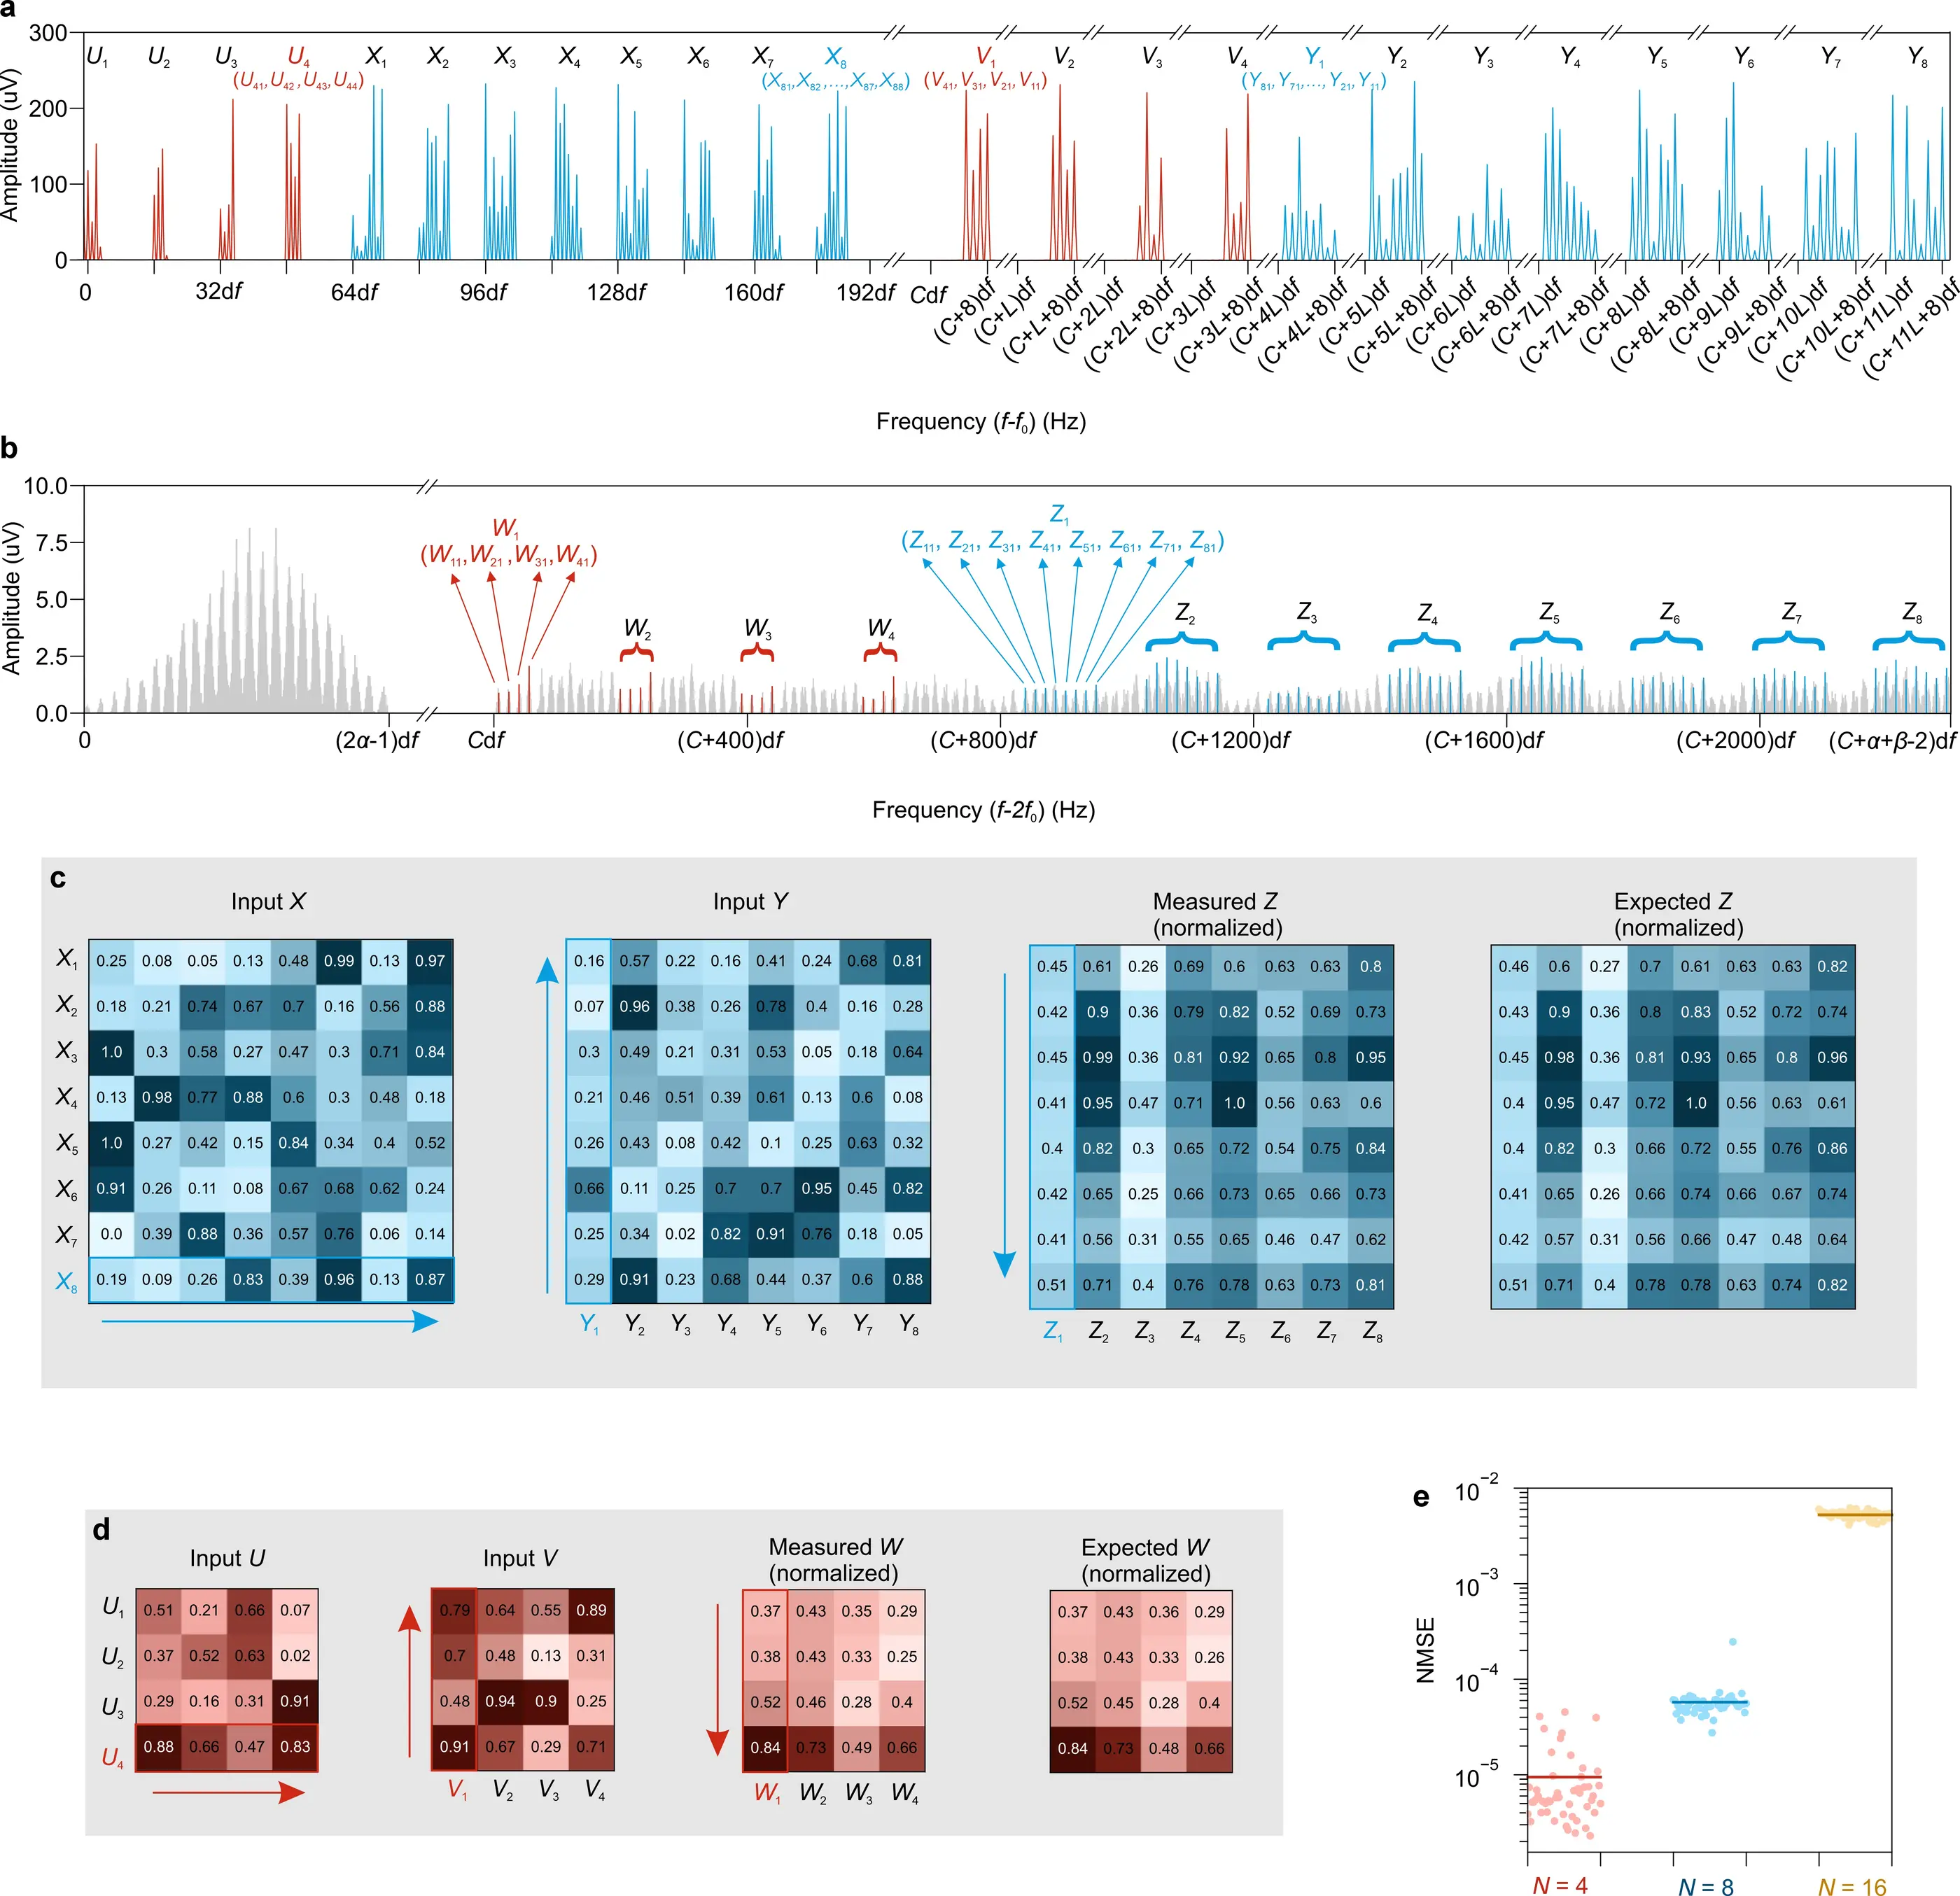 a
300
200
100
0
Amplitude (uV)
U1 U2 U3 U4 X1 X2 X3 X4 X5 X6 X7 X8 V1 V2 V3 V4 Y1 Y2 Y3 Y4 Y5 Y6 Y7 Y8
(U41,U42,U43,U44) (X81,X82,...,X87,X88) (V41,V31,V21,V11) (Y81,Y71,...,Y21,Y11)
0 32df 64df 96df 128df 160df 192df Cdf (C+8)df (C+L)df (C+L+8)df (C+2L)df (C+2L+8)df (C+3L)df (C+3L+8)df (C+4L)df (C+4L+8)df (C+5L)df (C+5L+8)df (C+6L)df (C+6L+8)df (C+7L)df (C+7L+8)df (C+8L)df (C+8L+8)df (C+9L)df (C+9L+8)df (C+10L)df (C+10L+8)df (C+11L)df (C+11L+8)df
Frequency (f-f0) (Hz)
b
10.0
7.5
5.0
2.5
0.0
Amplitude (uV)
W1
(W11,W21,W31,W41)
W2 W3 W4
Z1
(Z11, Z21, Z31, Z41, Z51, Z61, Z71, Z81)
Z2 Z3 Z4 Z5 Z6 Z7 Z8
0 (2α-1)df Cdf (C+400)df (C+800)df (C+1200)df (C+1600)df (C+2000)df (C+α+β-2)df
Frequency (f-2f0) (Hz)
c
Input X
X1 0.25 0.08 0.05 0.13 0.48 0.99 0.13 0.97
X2 0.18 0.21 0.74 0.67 0.7 0.16 0.56 0.88
X3 1.0 0.3 0.58 0.27 0.47 0.3 0.71 0.84
X4 0.13 0.98 0.77 0.88 0.6 0.3 0.48 0.18
X5 1.0 0.27 0.42 0.15 0.84 0.34 0.4 0.52
X6 0.91 0.26 0.11 0.08 0.67 0.68 0.62 0.24
X7 0.0 0.39 0.88 0.36 0.57 0.76 0.06 0.14
X8 0.19 0.09 0.26 0.83 0.39 0.96 0.13 0.87
Input Y
0.16 0.57 0.22 0.16 0.41 0.24 0.68 0.81
0.07 0.96 0.38 0.26 0.78 0.4 0.16 0.28
0.3 0.49 0.21 0.31 0.53 0.05 0.18 0.64
0.21 0.46 0.51 0.39 0.61 0.13 0.6 0.08
0.26 0.43 0.08 0.42 0.1 0.25 0.63 0.32
0.66 0.11 0.25 0.7 0.7 0.95 0.45 0.82
0.25 0.34 0.02 0.82 0.91 0.76 0.18 0.05
0.29 0.91 0.23 0.68 0.44 0.37 0.6 0.88
Y1 Y2 Y3 Y4 Y5 Y6 Y7 Y8
Measured Z
(normalized)
0.45 0.61 0.26 0.69 0.6 0.63 0.63 0.8
0.42 0.9 0.36 0.79 0.82 0.52 0.69 0.73
0.45 0.99 0.36 0.81 0.92 0.65 0.8 0.95
0.41 0.95 0.47 0.71 1.0 0.56 0.63 0.6
0.4 0.82 0.3 0.65 0.72 0.54 0.75 0.84
0.42 0.65 0.25 0.66 0.73 0.65 0.66 0.73
0.41 0.56 0.31 0.55 0.65 0.46 0.47 0.62
0.51 0.71 0.4 0.76 0.78 0.63 0.73 0.81
Z1 Z2 Z3 Z4 Z5 Z6 Z7 Z8
Expected Z
(normalized)
0.46 0.6 0.27 0.7 0.61 0.63 0.63 0.82
0.43 0.9 0.36 0.8 0.83 0.52 0.72 0.74
0.45 0.98 0.36 0.81 0.93 0.65 0.8 0.96
0.4 0.95 0.47 0.72 1.0 0.56 0.63 0.61
0.4 0.82 0.3 0.66 0.72 0.55 0.76 0.86
0.41 0.65 0.26 0.66 0.74 0.66 0.67 0.74
0.42 0.57 0.31 0.56 0.66 0.47 0.48 0.64
0.51 0.71 0.4 0.78 0.78 0.63 0.74 0.82
d
Input U
U1 0.51 0.21 0.66 0.07
U2 0.37 0.52 0.63 0.02
U3 0.29 0.16 0.31 0.91
U4 0.88 0.66 0.47 0.83
Input V
0.79 0.64 0.55 0.89
0.7 0.48 0.13 0.31
0.48 0.94 0.9 0.25
0.91 0.67 0.29 0.71
V1 V2 V3 V4
Measured W
(normalized)
0.37 0.43 0.35 0.29
0.38 0.43 0.33 0.25
0.52 0.46 0.28 0.4
0.84 0.73 0.49 0.66
W1 W2 W3 W4
Expected W
(normalized)
0.37 0.43 0.36 0.29
0.38 0.43 0.33 0.26
0.52 0.45 0.28 0.4
0.84 0.73 0.48 0.66
e
10−2
10−3
10−4
10−5
NMSE
N = 4 N = 8 N = 16